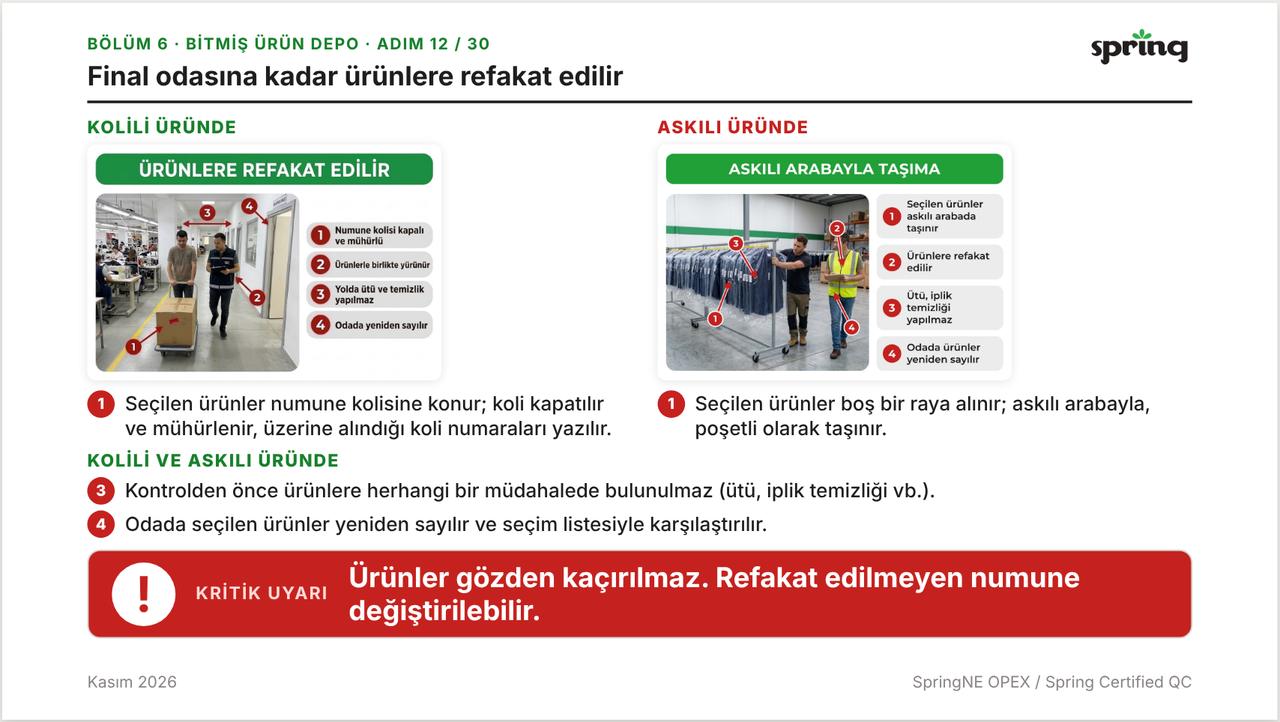 BÖLÜM 6 · BİTMİŞ ÜRÜN DEPO · ADIM 12 / 30
spring
Final odasına kadar ürünlere refakat edilir
KOLİLİ ÜRÜNDE
ÜRÜNLERE REFAKAT EDİLİR
3
4
2
1
1 Numune kolisi kapalı
ve mühürlü
2 Ürünlerle birlikte yürünür
3 Yolda ütü ve temizlik
yapılmaz
4 Odada yeniden sayılır
1 Seçilen ürünler numune kolisine konur; koli kapatılır
ve mühürlenir, üzerine alındığı koli numaraları yazılır.
ASKILI ÜRÜNDE
ASKILI ARABAYLA TAŞIMA
3
2
1
4
1 Seçilen ürünler
askılı arabada
taşınır
2 Ürünlere refakat
edilir
3 Ütü, iplik
temizliği
yapılmaz
4 Odada ürünler
yeniden sayılır
1 Seçilen ürünler boş bir raya alınır; askılı arabayla,
poşetli olarak taşınır.
KOLİLİ VE ASKILI ÜRÜNDE
3 Kontrolden önce ürünlere herhangi bir müdahalede bulunulmaz (ütü, iplik temizliği vb.).
4 Odada seçilen ürünler yeniden sayılır ve seçim listesiyle karşılaştırılır.
! KRİTİK UYARI
Ürünler gözden kaçırılmaz. Refakat edilmeyen numune
değiştirilebilir.
Kasım 2026
SpringNE OPEX / Spring Certified QC